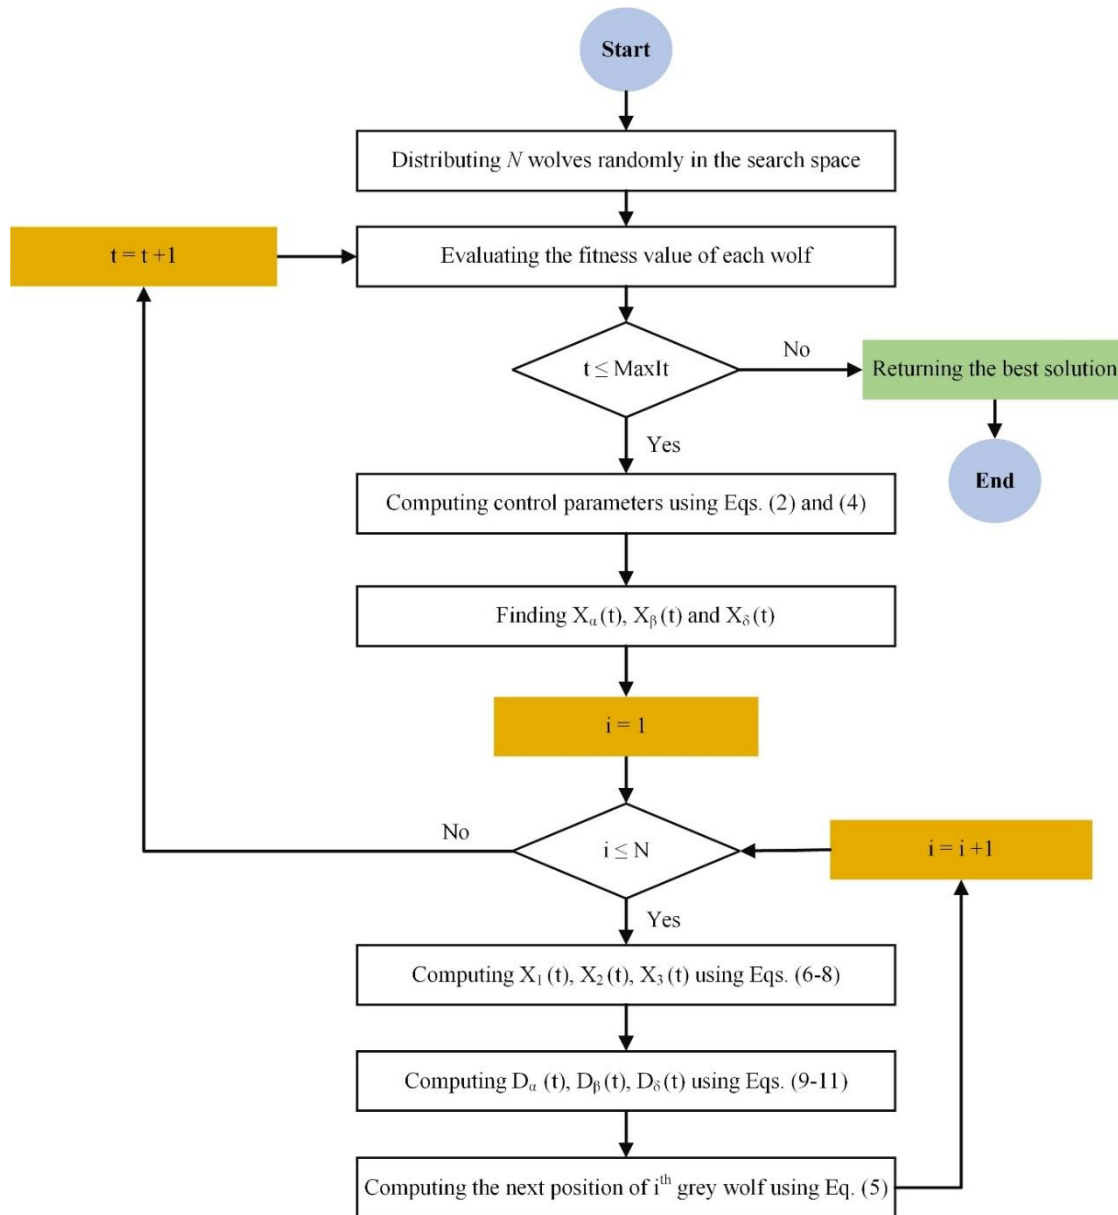 Start
Distributing N wolves randomly in the search space
t = t +1
Evaluating the fitness value of each wolf
t ≤ MaxIt
No
Returning the best solution
Yes
End
Computing control parameters using Eqs. (2) and (4)
Finding Xα(t), Xβ(t) and Xδ(t)
i = 1
No
i ≤ N
i = i +1
Yes
Computing X₁(t), X₂(t), X₃(t) using Eqs. (6-8)
Computing Dα (t), Dβ(t), Dδ(t) using Eqs. (9-11)
Computing the next position of iᵗʰ grey wolf using Eq. (5)